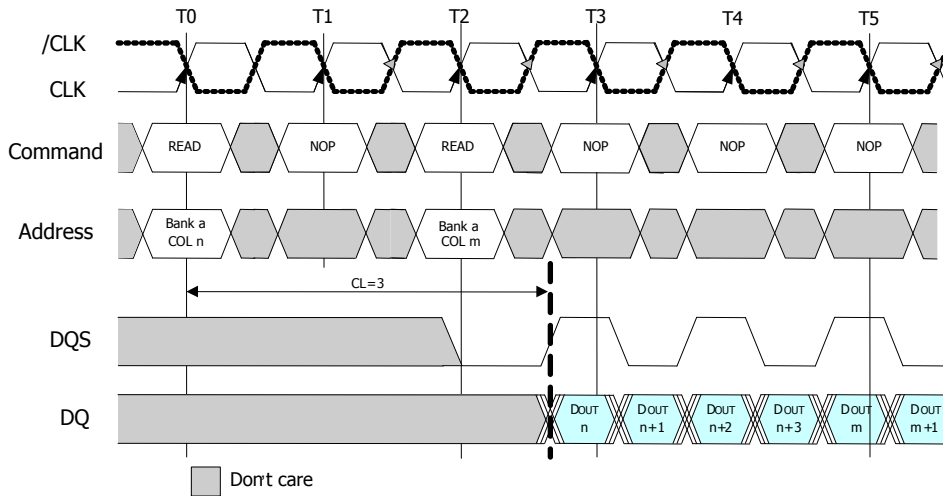 T0 T1 T2 T3 T4 T5
/CLK
CLK
Command READ NOP READ NOP NOP NOP
Address Bank a COL n Bank a COL m
CL=3
DQS
DQ DOUT n DOUT n+1 DOUT n+2 DOUT n+3 DOUT m DOUT m+1
Don't care